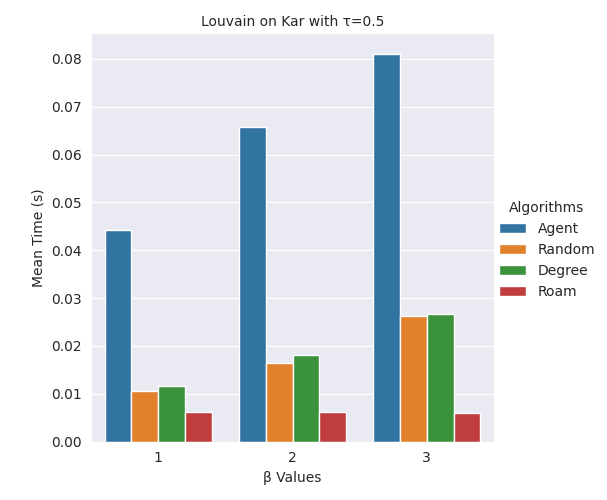 Louvain on Kar with τ=0.5
0.08
0.07
0.06
0.05
0.04
0.03
0.02
0.01
0.00
Mean Time (s)
1 2 3
β Values
Algorithms
Agent
Random
Degree
Roam